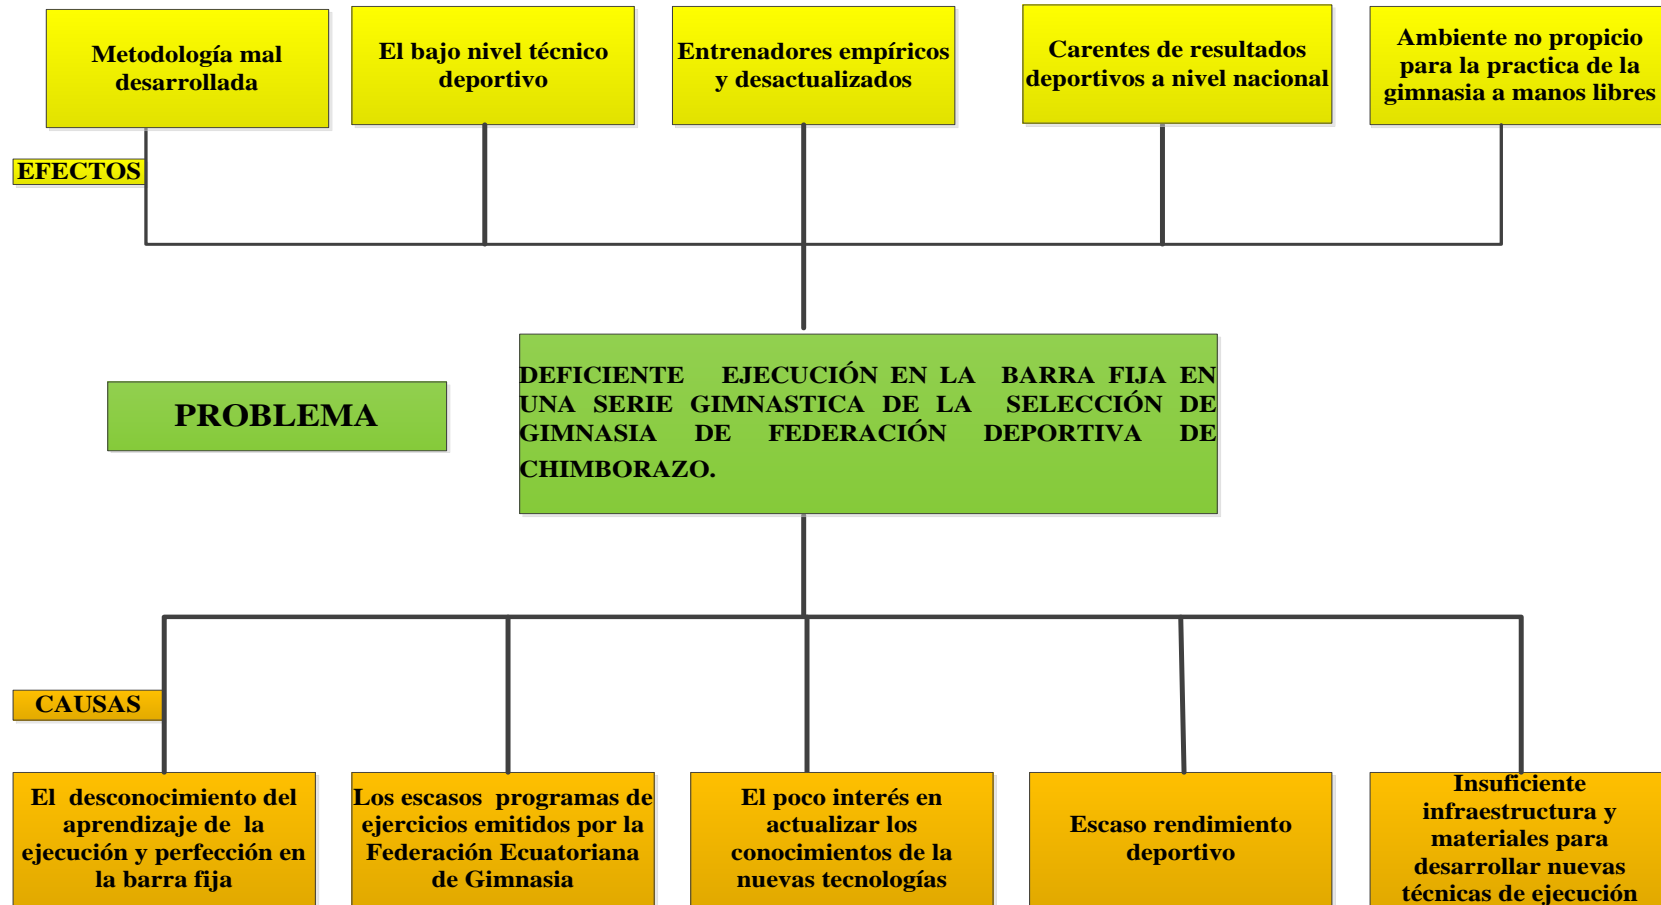 Metodología mal
desarrollada
El bajo nivel técnico
deportivo
Entrenadores empíricos
y desactualizados
Carentes de resultados
deportivos a nivel nacional
Ambiente no propicio
para la practica de la
gimnasia a manos libres
EFECTOS
PROBLEMA
DEFICIENTE EJECUCIÓN EN LA BARRA FIJA EN
UNA SERIE GIMNASTICA DE LA SELECCIÓN DE
GIMNASIA DE FEDERACIÓN DEPORTIVA DE
CHIMBORAZO.
CAUSAS
El desconocimiento del
aprendizaje de la
ejecución y perfección en
la barra fija
Los escasos programas de
ejercicios emitidos por la
Federación Ecuatoriana
de Gimnasia
El poco interés en
actualizar los
conocimientos de la
nuevas tecnologías
Escaso rendimiento
deportivo
Insuficiente
infraestructura y
materiales para
desarrollar nuevas
técnicas de ejecución